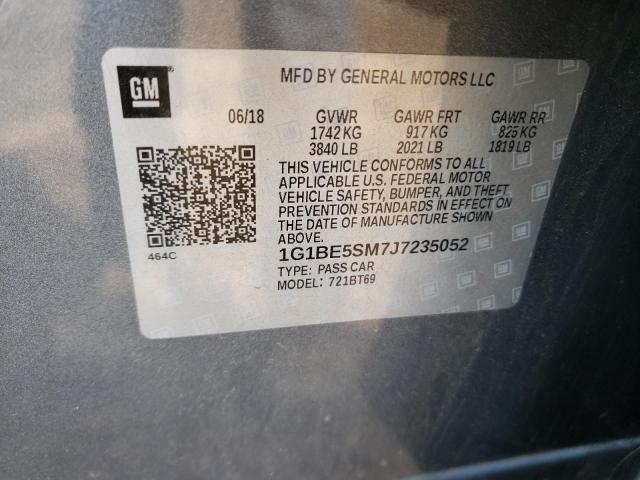 GM
MFD BY GENERAL MOTORS LLC
06/18 GVWR GAWR FRT GAWR RR
1742 KG 917 KG 825 KG
3840 LB 2021 LB 1819 LB
THIS VEHICLE CONFORMS TO ALL
APPLICABLE U.S. FEDERAL MOTOR
VEHICLE SAFETY, BUMPER, AND THEFT
PREVENTION STANDARDS IN EFFECT ON
THE DATE OF MANUFACTURE SHOWN
ABOVE.
464C
1G1BE5SM7J7235052
TYPE: PASS CAR
MODEL: 721BT69